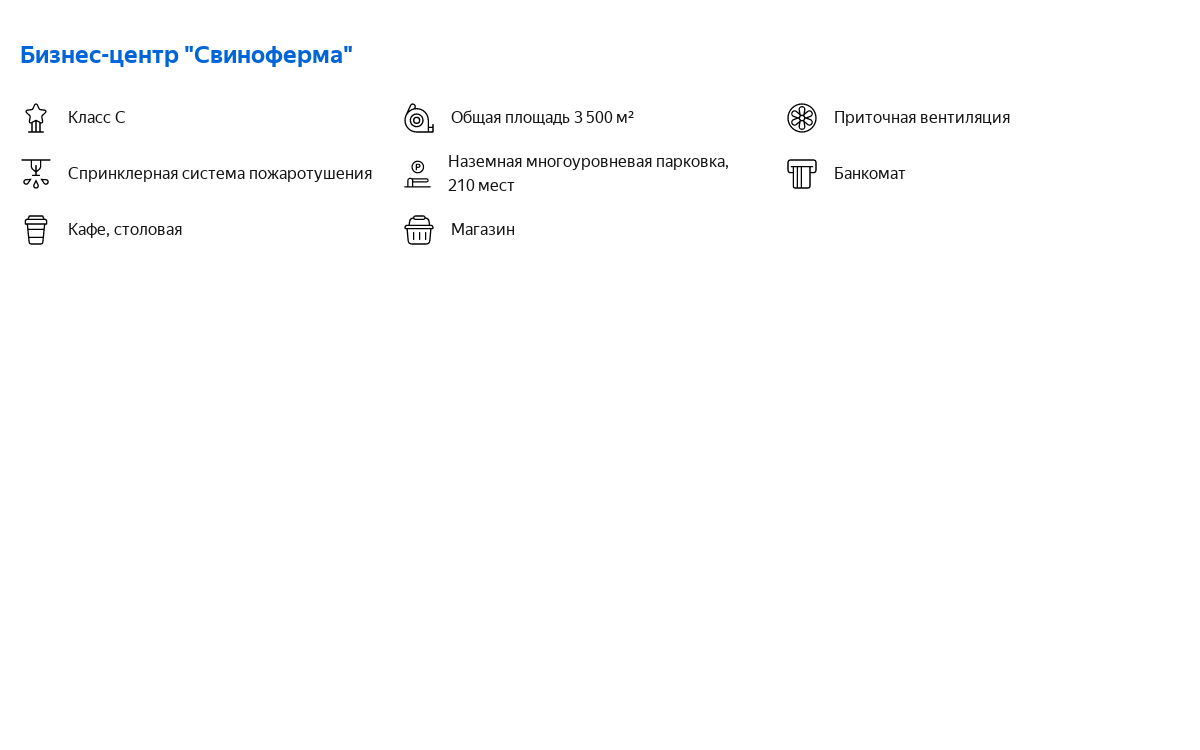 Бизнес-центр "Свиноферма"
Класс C
Общая площадь 3 500 м²
Приточная вентиляция
Спринклерная система пожаротушения
Наземная многоуровневая парковка,
210 мест
Банкомат
Кафе, столовая
Магазин